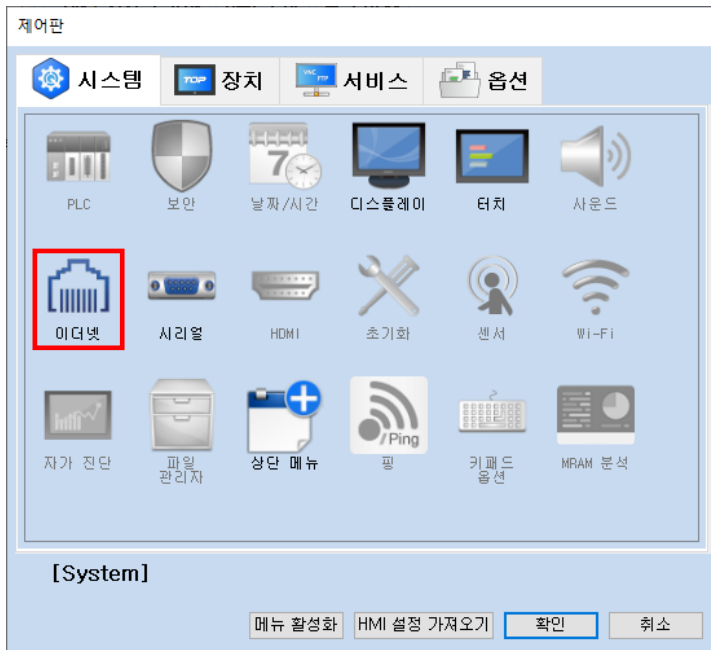 제어판
시스템
TOP
장치
VNC
FTP
서비스
옵션
7
PLC
보안
날짜/시간
디스플레이
터치
사운드
이더넷
시리얼
HDMI
초기화
센서
Wi-Fi
/Ping
자가 진단
파일
관리자
상단 메뉴
핑
키패드
옵션
MRAM 분석
[System]
메뉴 활성화
HMI 설정 가져오기
확인
취소